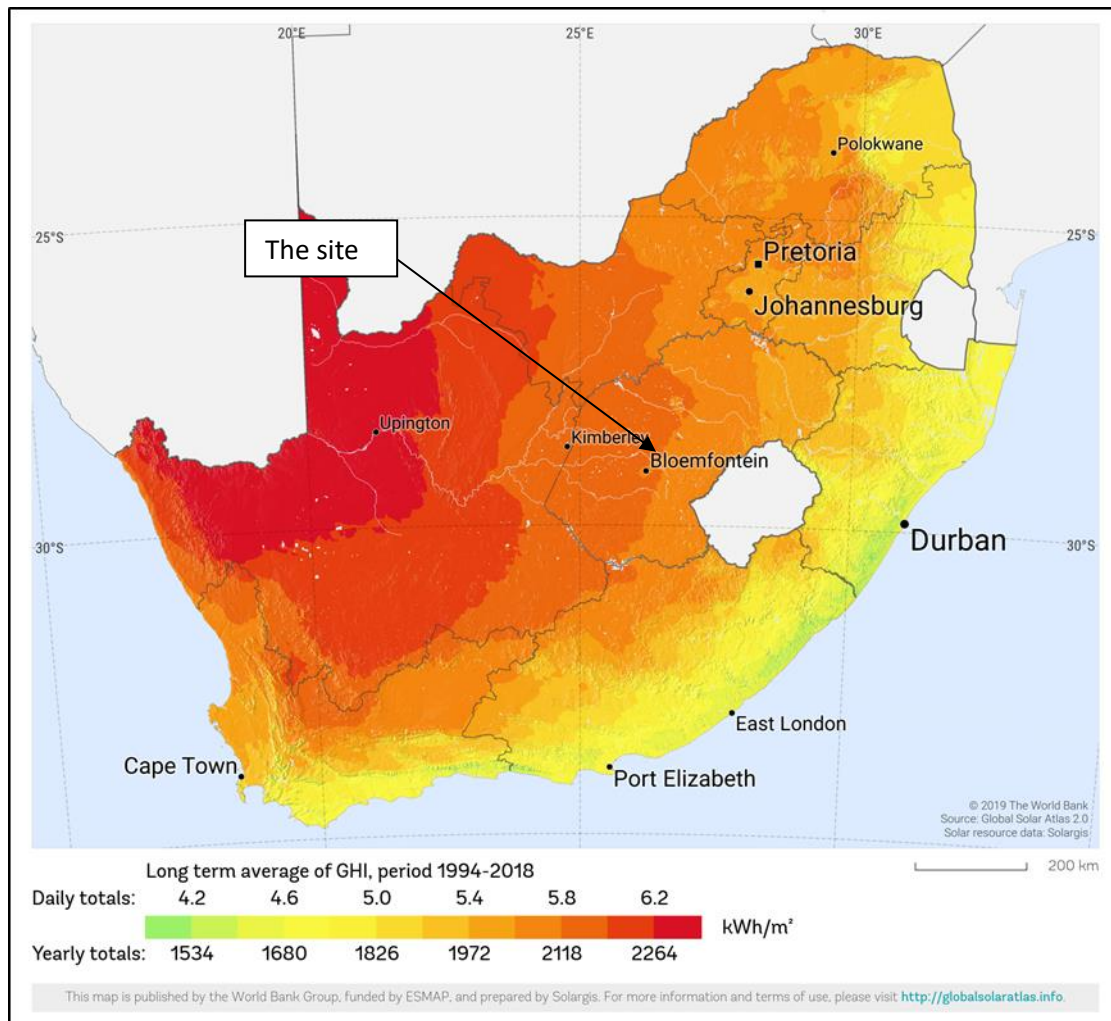 20°E 25°E 30°E
Polokwane
25°S 25°S
The site
Pretoria
Johannesburg
Upington
Kimberley
Bloemfontein
30°S 30°S
Durban
East London
Cape Town
Port Elizabeth
© 2019 The World Bank
Source: Global Solar Atlas 2.0
Solar resource data: Solargis
200 km
Long term average of GHI, period 1994-2018
Daily totals: 4.2 4.6 5.0 5.4 5.8 6.2
kWh/m²
Yearly totals: 1534 1680 1826 1972 2118 2264
This map is published by the World Bank Group, funded by ESMAP, and prepared by Solargis. For more information and terms of use, please visit http://globalsolaratlas.info.